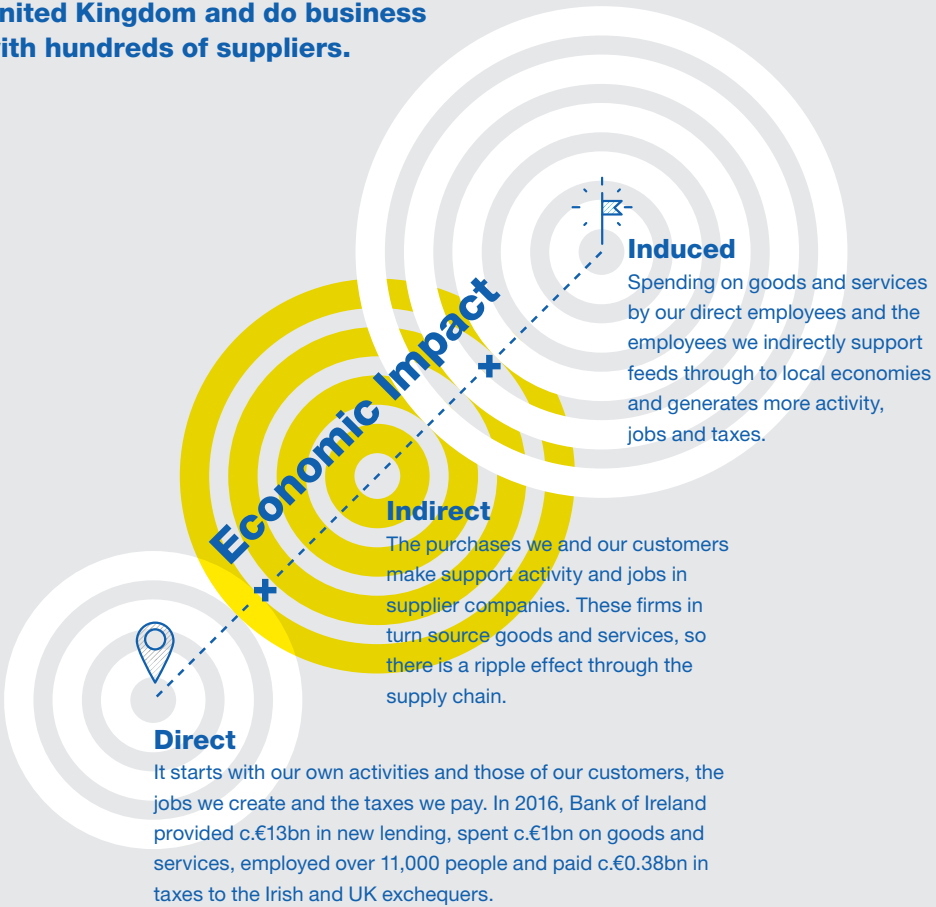 United Kingdom and do business
with hundreds of suppliers.
Economic Impact
Induced
Spending on goods and services
by our direct employees and the
employees we indirectly support
feeds through to local economies
and generates more activity,
jobs and taxes.
Indirect
The purchases we and our customers
make support activity and jobs in
supplier companies. These firms in
turn source goods and services, so
there is a ripple effect through the
supply chain.
Direct
It starts with our own activities and those of our customers, the
jobs we create and the taxes we pay. In 2016, Bank of Ireland
provided c.€13bn in new lending, spent c.€1bn on goods and
services, employed over 11,000 people and paid c.€0.38bn in
taxes to the Irish and UK exchequers.